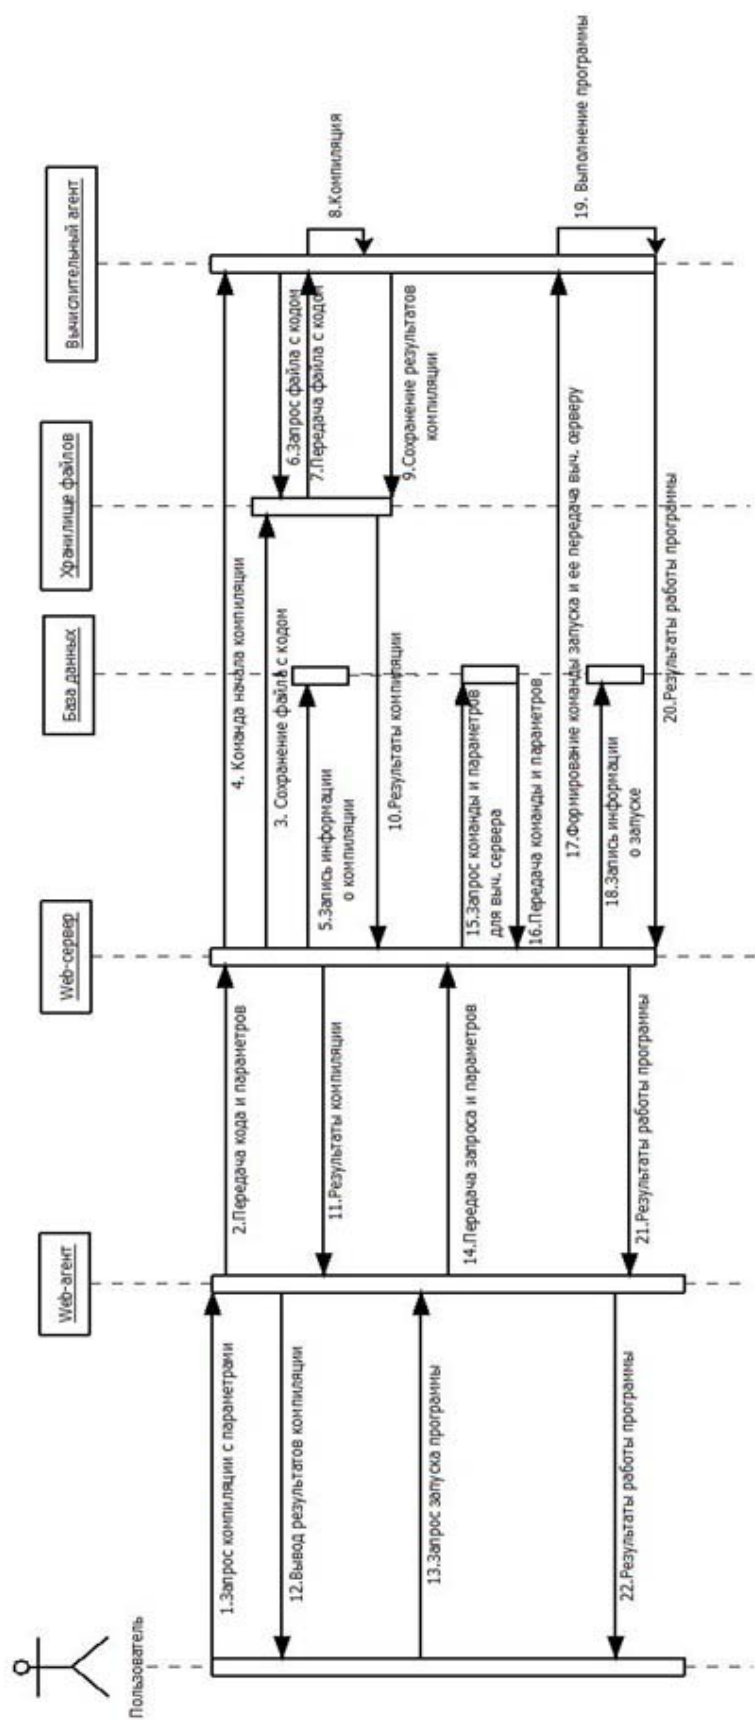 Пользователь
Web-агент
Web-сервер
База данных
Хранилище файлов
Вычислительный агент
1.Запрос компиляции с параметрами
2.Передача кода и параметров
4. Команда начала компиляции
3. Сохранение файла с кодом
5.Запись информации
о компиляции
6.Запрос файла с кодом
7.Передача файла с кодом
8.Компиляция
9.Сохранение результатов
компиляции
10.Результаты компиляции
11.Результаты компиляции
12.Вывод результатов компиляции
13.Запрос запуска программы
14.Передача запроса и параметров
15.Запрос команды и параметров
для выч. сервера
16.Передача команды и параметров
17.Формирование команды запуска и ее передача выч. серверу
18.Запись информации
о запуске
19. Выполнение программы
20.Результаты работы программы
21.Результаты работы программы
22.Результаты работы программы